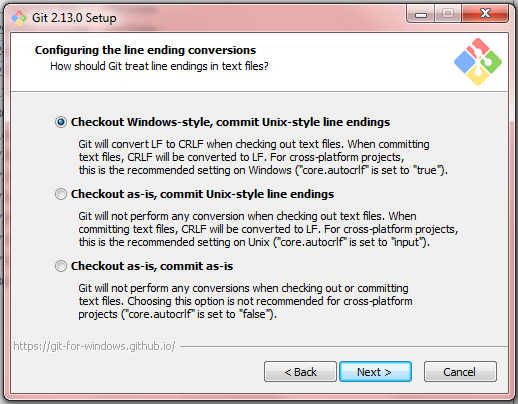 Git 2.13.0 Setup
Configuring the line ending conversions
How should Git treat line endings in text files?
Checkout Windows-style, commit Unix-style line endings
Git will convert LF to CRLF when checking out text files. When committing
text files, CRLF will be converted to LF. For cross-platform projects,
this is the recommended setting on Windows ("core.autocrlf" is set to "true").
Checkout as-is, commit Unix-style line endings
Git will not perform any conversion when checking out text files. When
committing text files, CRLF will be converted to LF. For cross-platform projects,
this is the recommended setting on Unix ("core.autocrlf" is set to "input").
Checkout as-is, commit as-is
Git will not perform any conversions when checking out or committing
text files. Choosing this option is not recommended for cross-platform
projects ("core.autocrlf" is set to "false").
https://git-for-windows.github.io/
< Back
Next >
Cancel